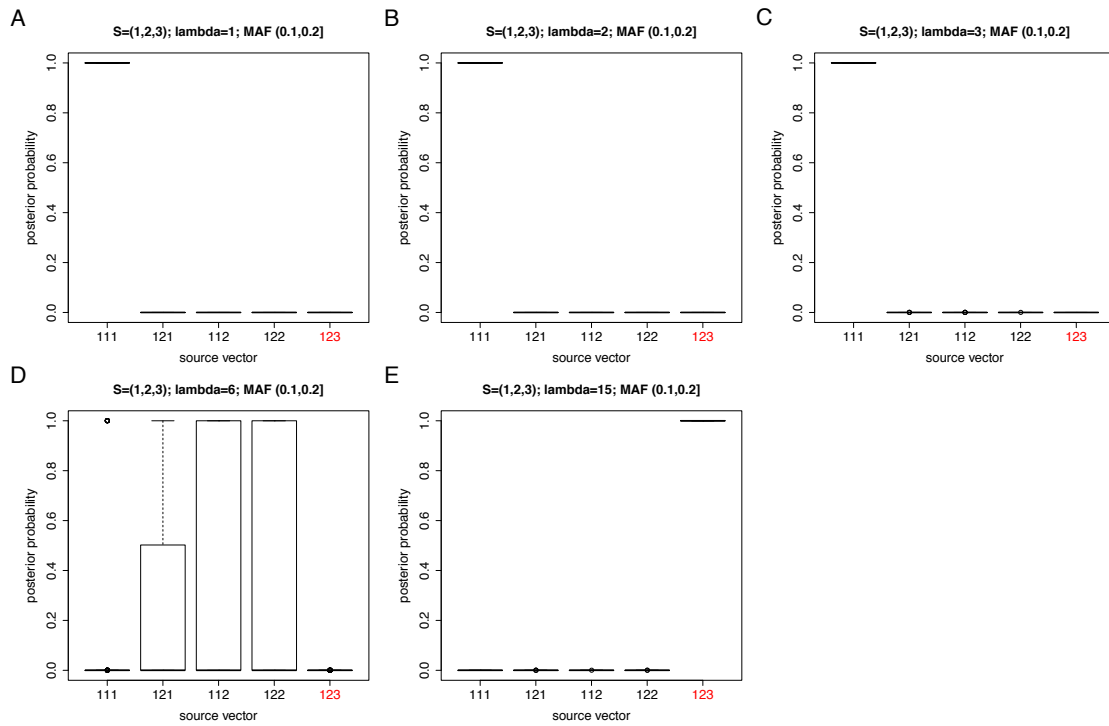 A
S=(1,2,3); lambda=1; MAF (0.1,0.2]
posterior probability
1.0
0.8
0.6
0.4
0.2
0.0
111 121 112 122 123
source vector
B
S=(1,2,3); lambda=2; MAF (0.1,0.2]
posterior probability
1.0
0.8
0.6
0.4
0.2
0.0
111 121 112 122 123
source vector
C
S=(1,2,3); lambda=3; MAF (0.1,0.2]
posterior probability
1.0
0.8
0.6
0.4
0.2
0.0
111 121 112 122 123
source vector
D
S=(1,2,3); lambda=6; MAF (0.1,0.2]
posterior probability
1.0
0.8
0.6
0.4
0.2
0.0
111 121 112 122 123
source vector
E
S=(1,2,3); lambda=15; MAF (0.1,0.2]
posterior probability
1.0
0.8
0.6
0.4
0.2
0.0
111 121 112 122 123
source vector